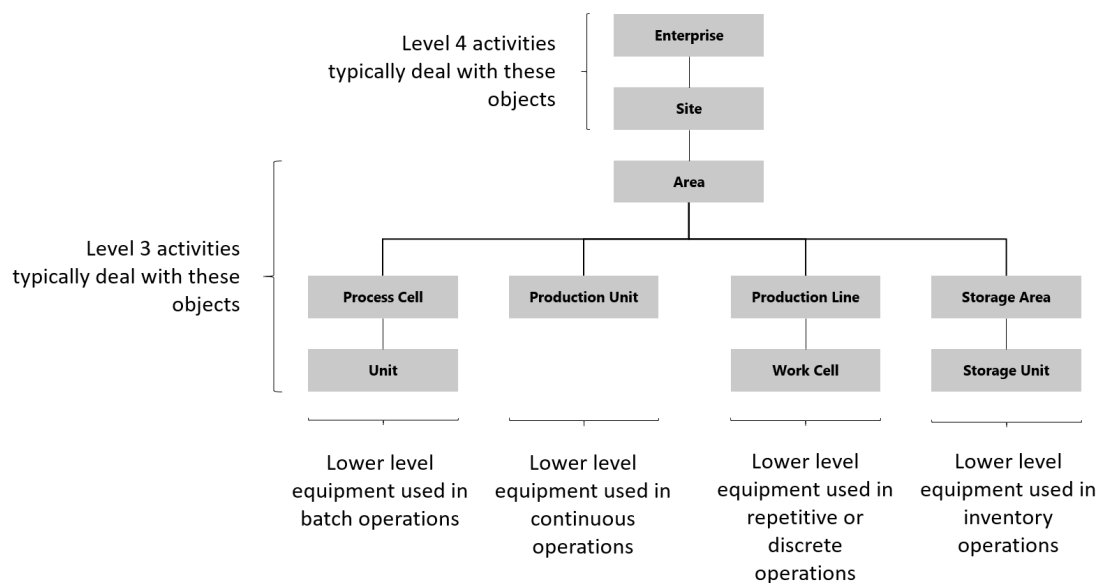 Enterprise
Level 4 activities
typically deal with these
objects
Site
Area
Level 3 activities
typically deal with these
objects
Process Cell
Production Unit
Production Line
Storage Area
Unit
Work Cell
Storage Unit
Lower level
equipment used in
batch operations
Lower level
equipment used in
continuous
operations
Lower level
equipment used in
repetitive or
discrete
operations
Lower level
equipment used in
inventory
operations